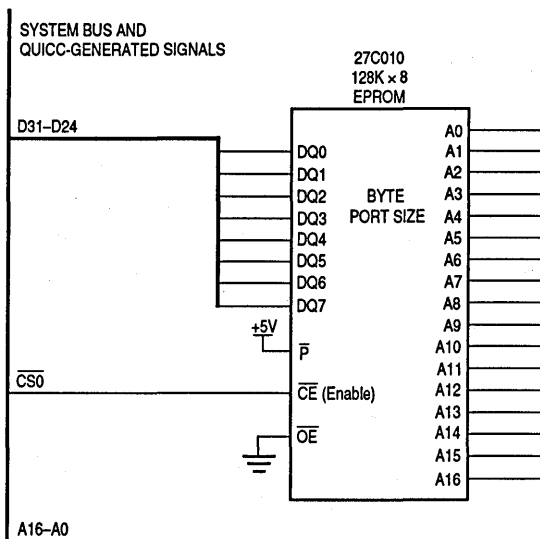 SYSTEM BUS AND
QUICC-GENERATED SIGNALS
27C010
128K × 8
EPROM
D31–D24
DQ0
DQ1
DQ2
DQ3
DQ4
DQ5
DQ6
DQ7
BYTE
PORT SIZE
A0
A1
A2
A3
A4
A5
A6
A7
A8
A9
A10
A11
A12
A13
A14
A15
A16
+5V
P
CS0
CE (Enable)
OE
A16–A0